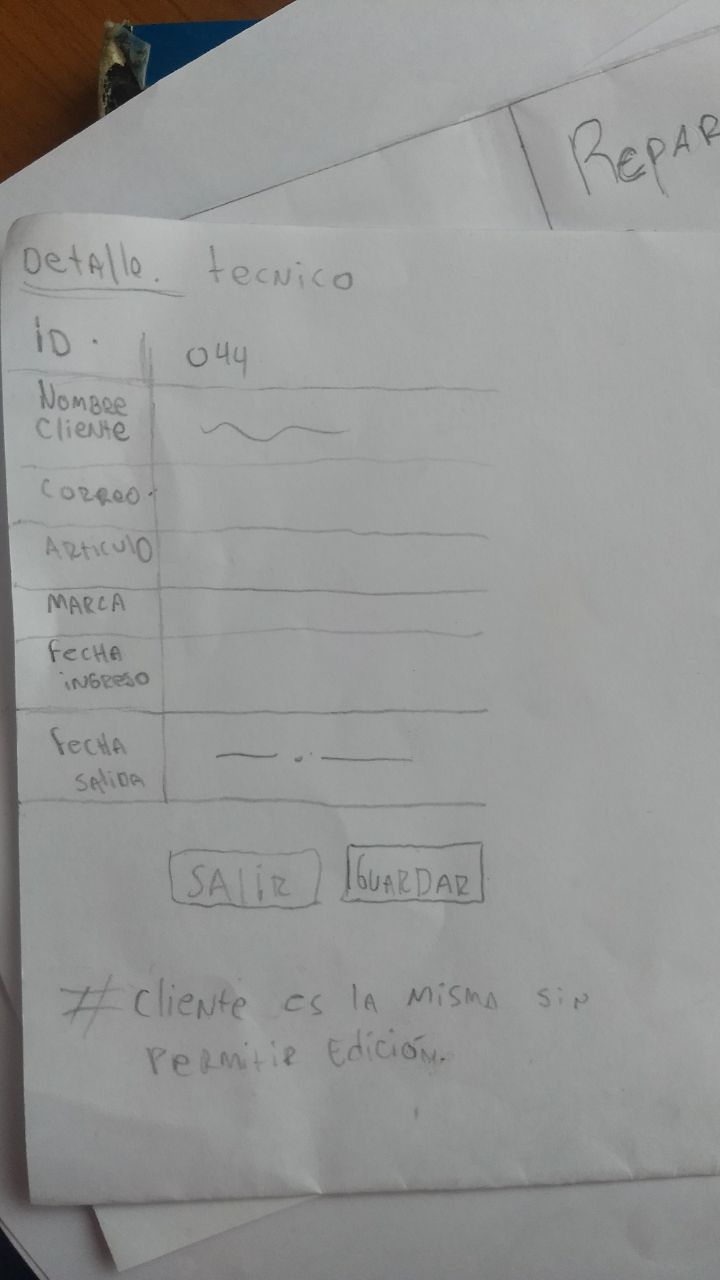 REPAR
Detalle. tecnico
ID. 044
Nombre
Cliente
Correo.
Articulo
MARCA
Fecha
ingreso
Fecha
Salida
SALIR GUARDAR
# Cliente es la misma sin
Permitir Edición.